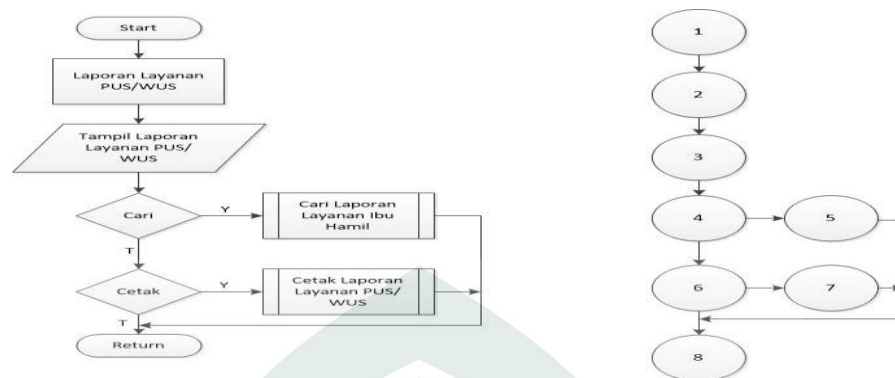 Start
Laporan Layanan
PUS/WUS
Tampil Laporan
Layanan PUS/
WUS
Cari
Y
Cari Laporan
Layanan Ibu
Hamil
T
Cetak
Y
Cetak Laporan
Layanan PUS/
WUS
T
Return
1
2
3
4
5
6
7
8